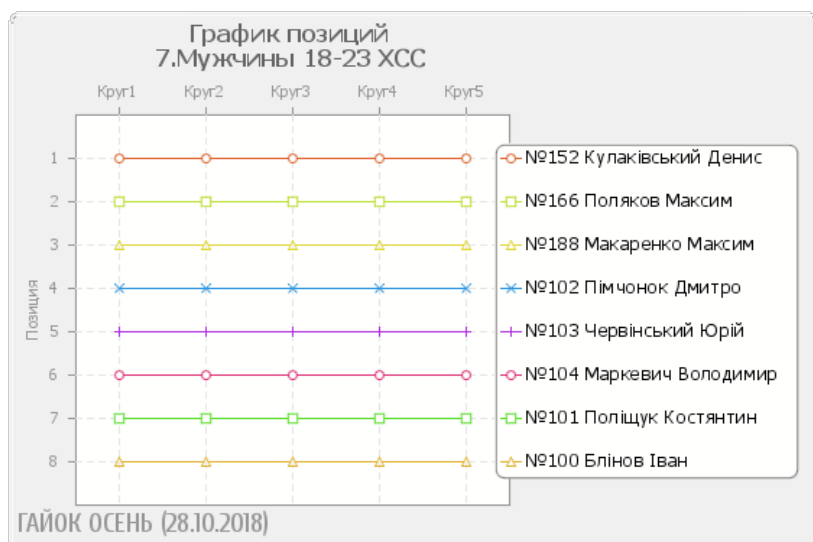 График позиций
7.Мужчины 18-23 XCC
Круг1 Круг2 Круг3 Круг4 Круг5
Позиция
1
2
3
4
5
6
7
8
№152 Кулаківський Денис
№166 Поляков Максим
№188 Макаренко Максим
№102 Пімчонок Дмитро
№103 Червінський Юрій
№104 Маркевич Володимир
№101 Поліщук Костянтин
№100 Блінов Іван
ГАЙОК ОСЕНЬ (28.10.2018)